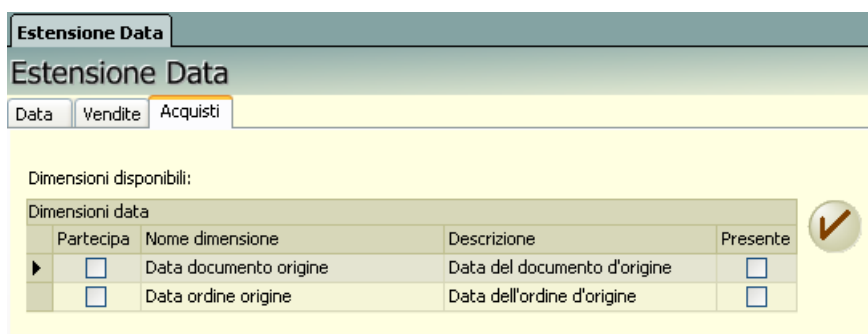 Estensione Data
Estensione Data
Data Vendite Acquisti
Dimensioni disponibili:
Dimensioni data
Partecipa Nome dimensione Descrizione Presente
Data documento origine Data del documento d'origine
Data ordine origine Data dell'ordine d'origine